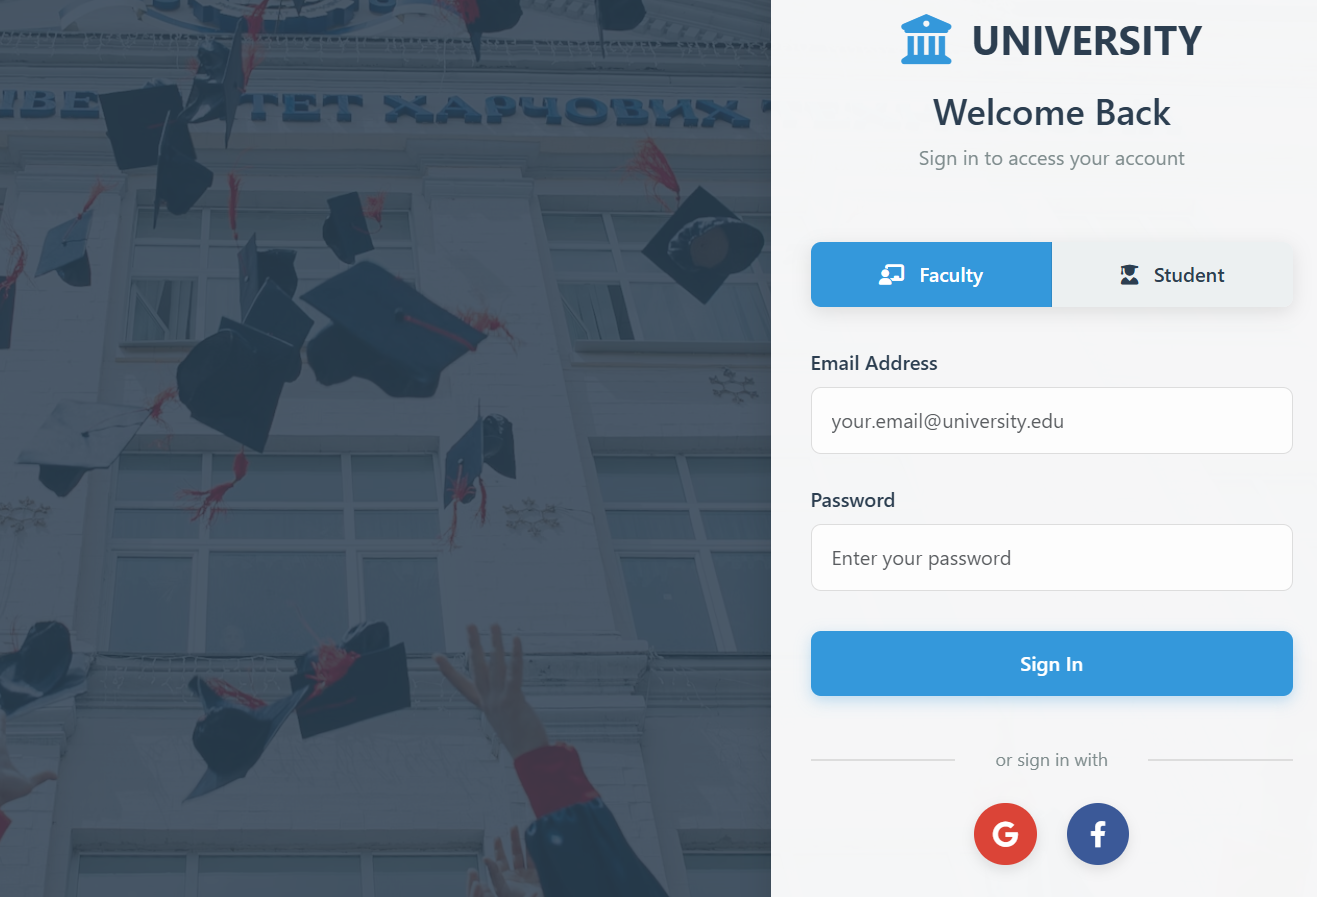 ТЕТ ХАРЧОВИХ
UNIVERSITY
Welcome Back
Sign in to access your account
Faculty
Student
Email Address
your.email@university.edu
Password
Enter your password
Sign In
or sign in with